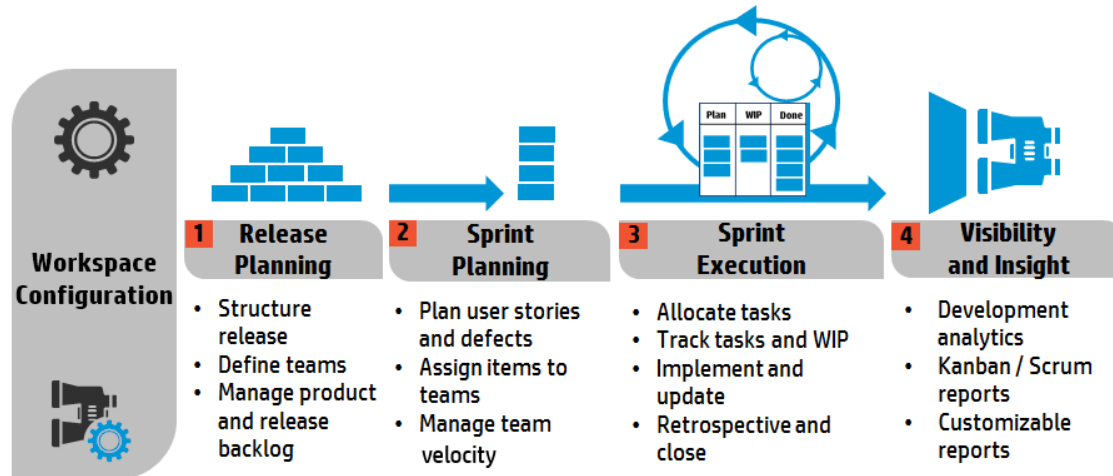 Workspace
Configuration
1 Release
Planning
• Structure
release
• Define teams
• Manage product
and release
backlog
2 Sprint
Planning
• Plan user stories
and defects
• Assign items to
teams
• Manage team
velocity
Plan WIP Done
3 Sprint
Execution
• Allocate tasks
• Track tasks and WIP
• Implement and
update
• Retrospective and
close
4 Visibility
and Insight
• Development
analytics
• Kanban / Scrum
reports
• Customizable
reports